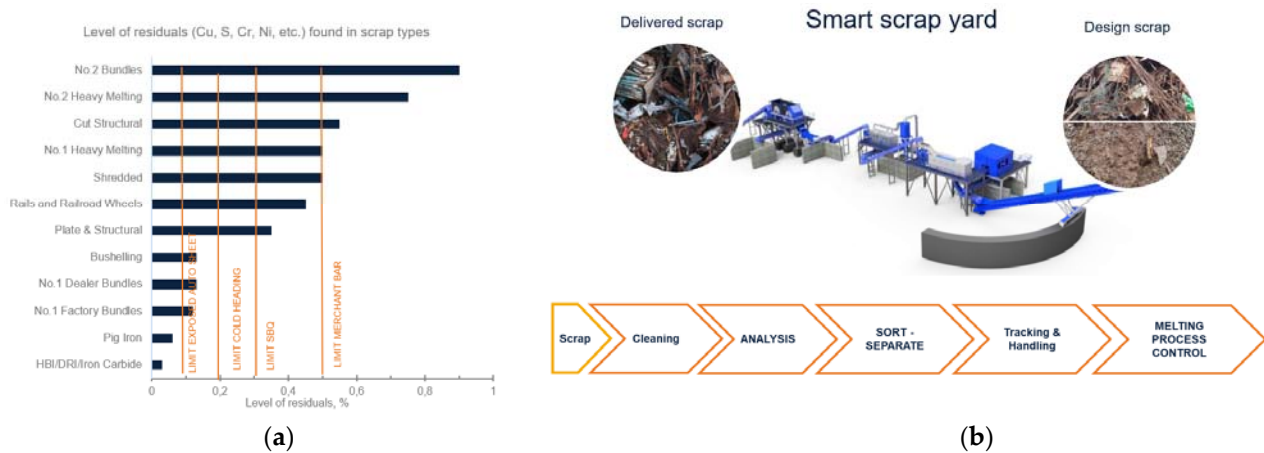 Level of residuals (Cu, S, Cr, Ni, etc.) found in scrap types
No.2 Bundles
No.2 Heavy Melting
Cut Structural
No.1 Heavy Melting
Shredded
Rails and Railroad Wheels
Plate & Structural
Bushelling
No.1 Dealer Bundles
No.1 Factory Bundles
Pig Iron
HBI/DRI/Iron Carbide
LIMIT EXPOSED AUTO SHEET
LIMIT COLD HEADING
LIMIT SBQ
LIMIT MERCHANT BAR
0 0,2 0,4 0,6 0,8 1
Level of residuals, %
(a)
Smart scrap yard
Delivered scrap
Design scrap
Scrap
Cleaning
ANALYSIS
SORT -
SEPARATE
Tracking &
Handling
MELTING
PROCESS
CONTROL
(b)